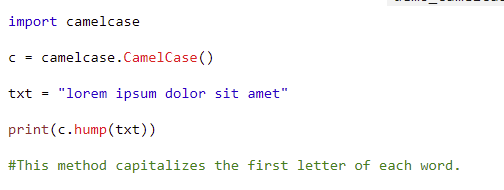 import camelcase
c = camelcase.CamelCase()
txt = "lorem ipsum dolor sit amet"
print(c.hump(txt))
#This method capitalizes the first letter of each word.